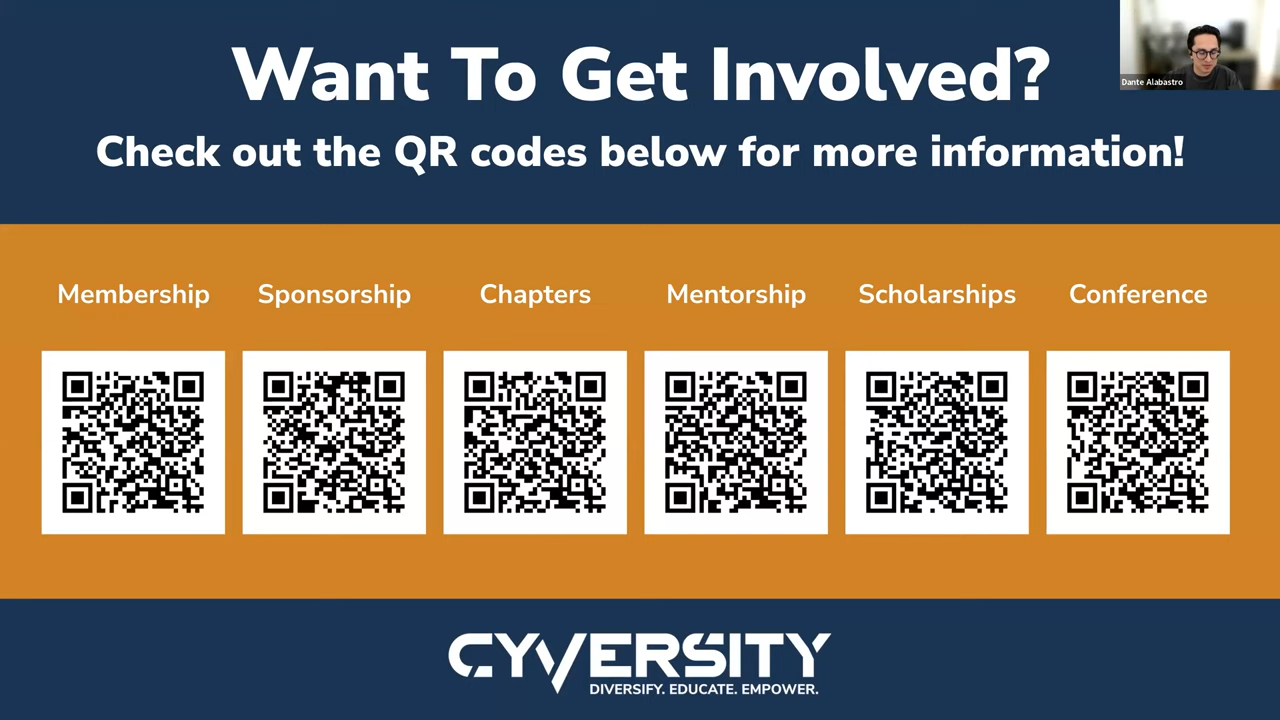 Want To Get Involved?
Dante Alabastro
Check out the QR codes below for more information!
Membership
Sponsorship
Chapters
Mentorship
Scholarships
Conference
CYVERSITY
DIVERSIFY. EDUCATE. EMPOWER.